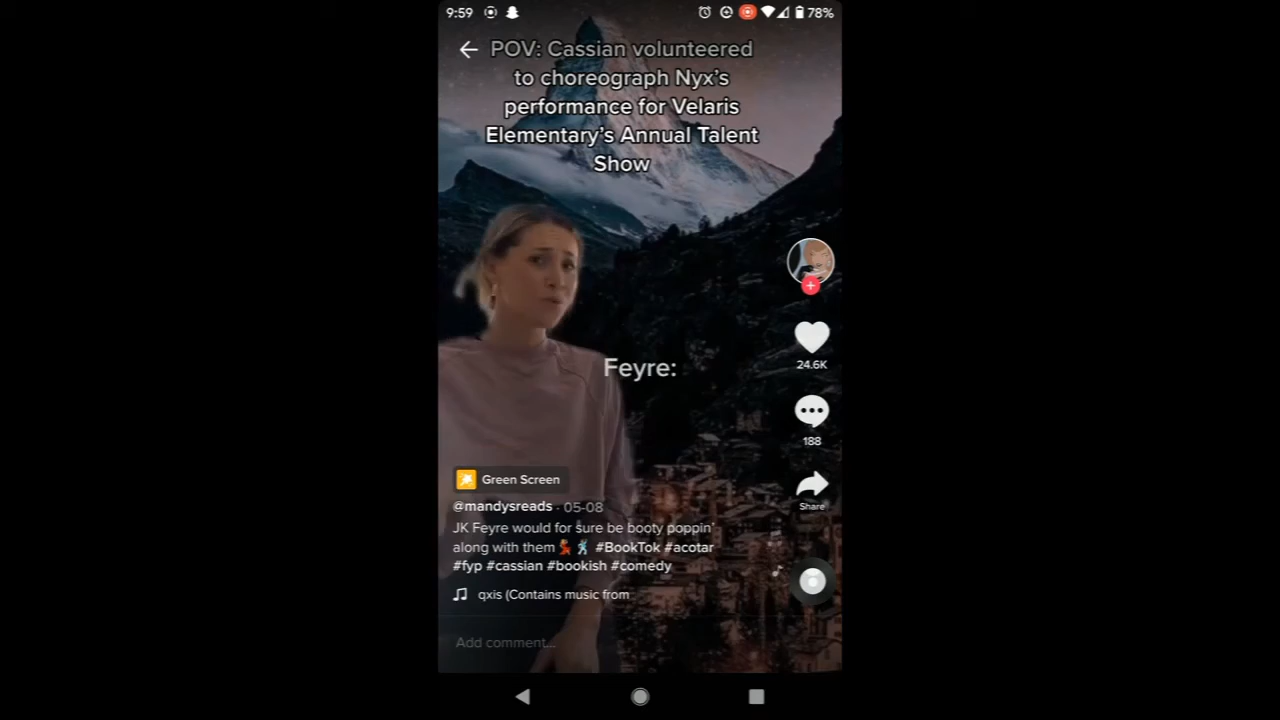 9:59
78%
POV: Cassian volunteered
to choreograph Nyx's
performance for Velaris
Elementary's Annual Talent
Show
Feyre:
24.6K
188
Share
Green Screen
@mandysreads · 05-08
JK Feyre would for sure be booty poppin'
along with them💃🕺 #BookTok #acotar
#fyp #cassian #bookish #comedy
qxis (Contains music from
Add comment...